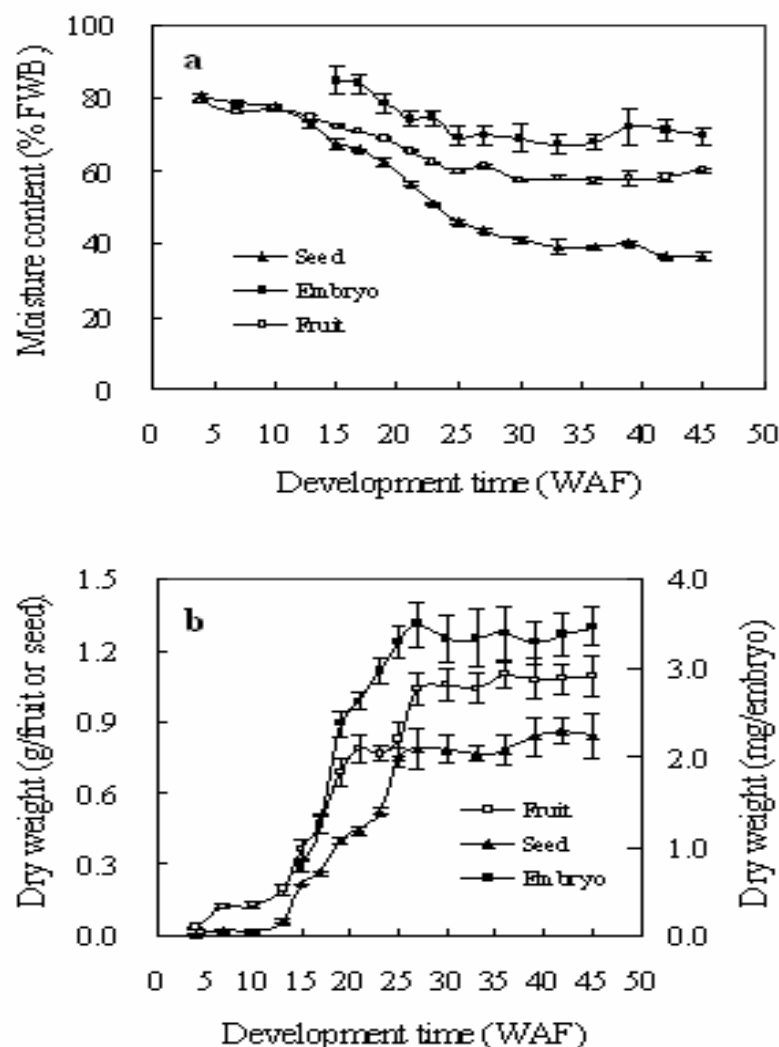 100
80
60
40
20
0
Moisture content (% FWB)
a
Seed
Embryo
Fruit
0 5 10 15 20 25 30 35 40 45 50
Development time (WAF)
1.5
1.2
0.9
0.6
0.3
0.0
Dry weight (g/fruit or seed)
b
Fruit
Seed
Embryo
4.0
3.0
2.0
1.0
0.0
Dry weight (mg/embryo)
0 5 10 15 20 25 30 35 40 45 50
Development time (WAF)